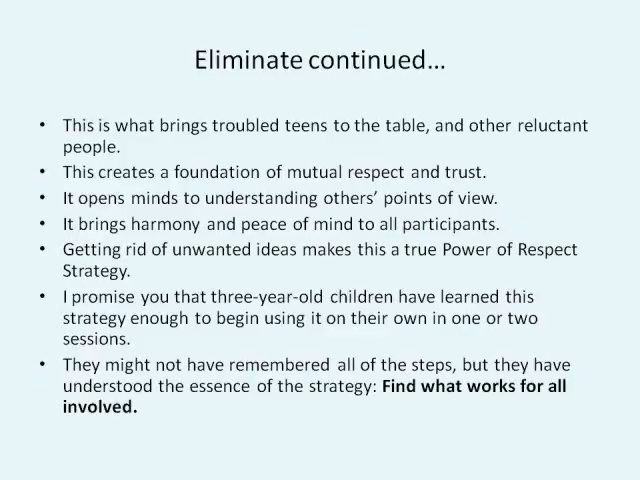 Eliminate continued…
• This is what brings troubled teens to the table, and other reluctant
people.
• This creates a foundation of mutual respect and trust.
• It opens minds to understanding others’ points of view.
• It brings harmony and peace of mind to all participants.
• Getting rid of unwanted ideas makes this a true Power of Respect
Strategy.
• I promise you that three-year-old children have learned this
strategy enough to begin using it on their own in one or two
sessions.
• They might not have remembered all of the steps, but they have
understood the essence of the strategy: Find what works for all
involved.